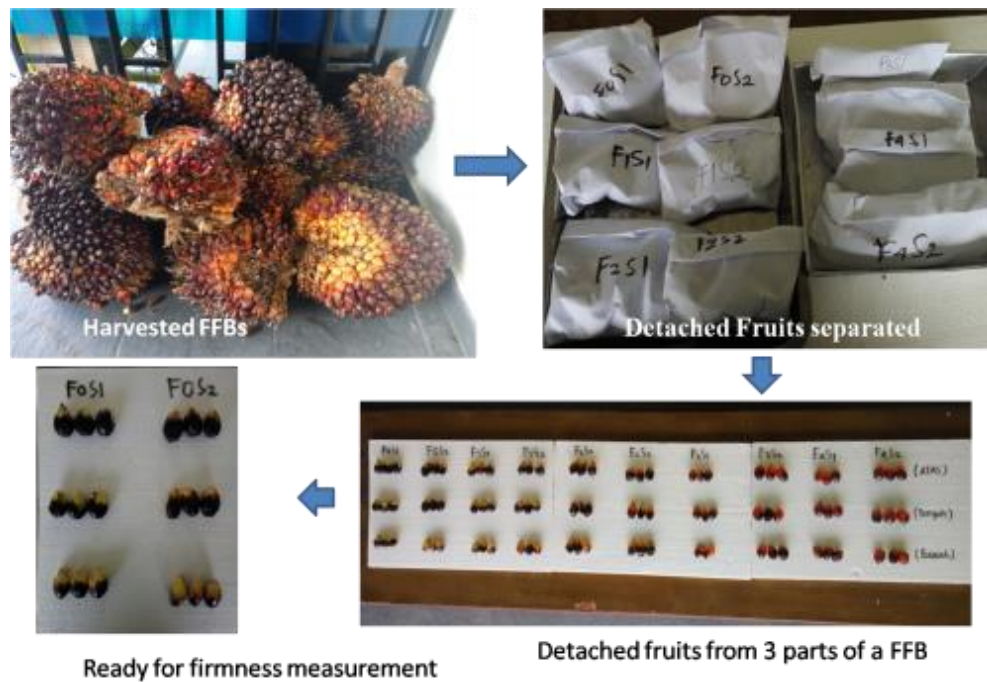 Harvested FFBs
F0S1
F0S2
F1S1
F1S2
F2S1
F2S2
F4S1
F4S2
Detached Fruits separated
F0S1
F0S2
(Atas)
(Tengah)
(Bawah)
Detached fruits from 3 parts of a FFB
Ready for firmness measurement